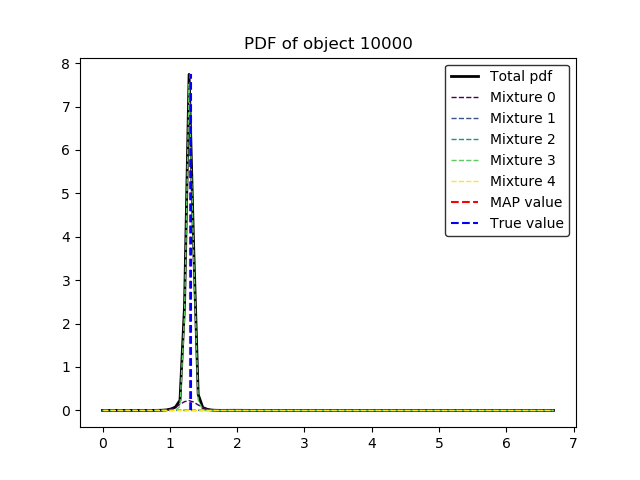 PDF of object 10000
8
7
6
5
4
3
2
1
0
0 1 2 3 4 5 6 7
Total pdf
Mixture 0
Mixture 1
Mixture 2
Mixture 3
Mixture 4
MAP value
True value